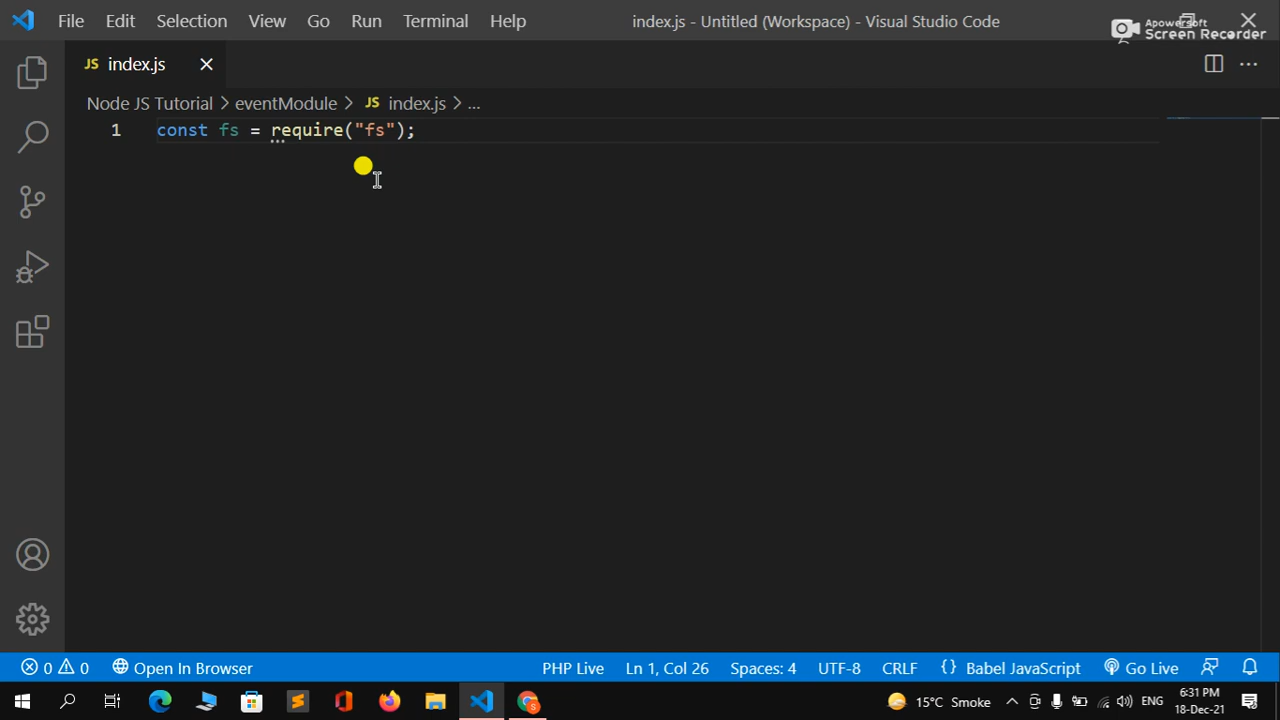 File Edit Selection View Go Run Terminal Help index.js - Untitled (Workspace) - Visual Studio Code
Apowersoft
Screen Recorder
JS index.js
Node JS Tutorial > eventModule > JS index.js > ...
1 const fs = require("fs");
0 0 Open In Browser PHP Live Ln 1, Col 26 Spaces: 4 UTF-8 CRLF {} Babel JavaScript Go Live
15°C Smoke ENG 6:31 PM
18-Dec-21